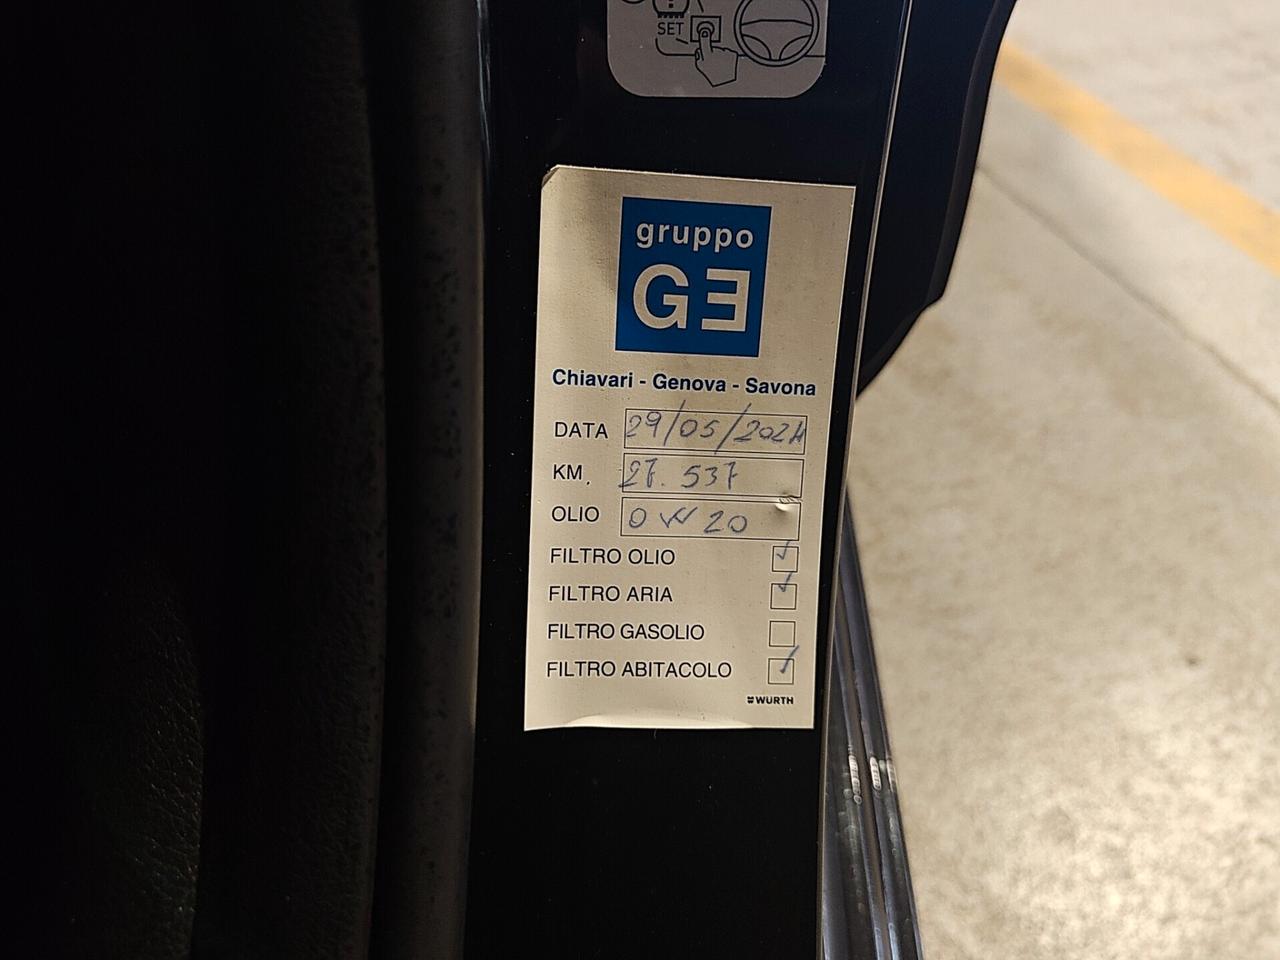 SET
gruppo
GE
Chiavari - Genova - Savona
DATA 29/05/2024
KM. 27.537
OLIO 0W20
FILTRO OLIO
FILTRO ARIA
FILTRO GASOLIO
FILTRO ABITACOLO
WURTH